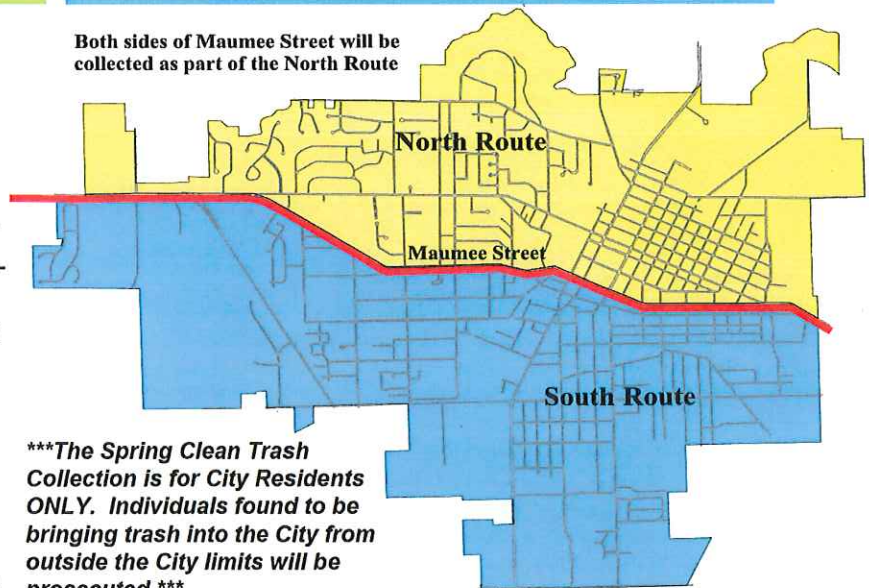 Both sides of Maumee Street will be
collected as part of the North Route
North Route
Maumee Street
South Route
***The Spring Clean Trash
Collection is for City Residents
ONLY. Individuals found to be
bringing trash into the City from
outside the City limits will be
prosecuted.***